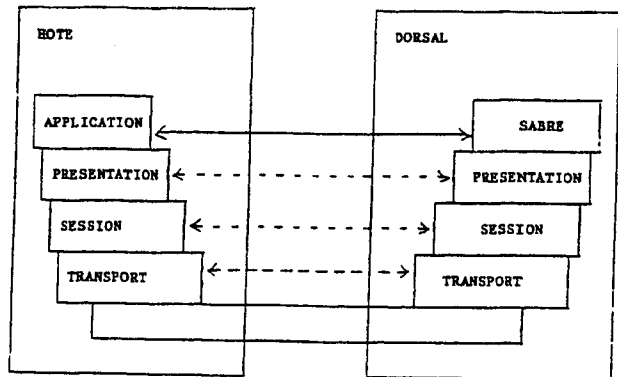 HOTE
DORSAL
APPLICATION
SABRE
PRESENTATION
PRESENTATION
SESSION
SESSION
TRANSPORT
TRANSPORT